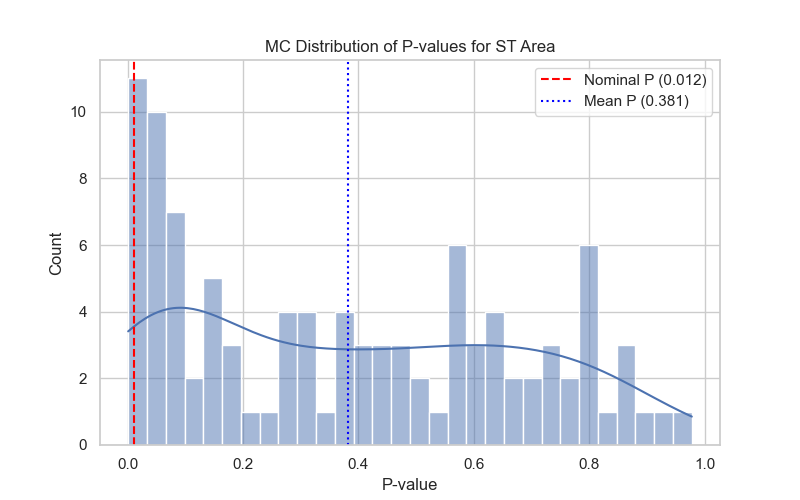 MC Distribution of P-values for ST Area
Nominal P (0.012)
Mean P (0.381)
Count
10
8
6
4
2
0
0.0 0.2 0.4 0.6 0.8 1.0
P-value